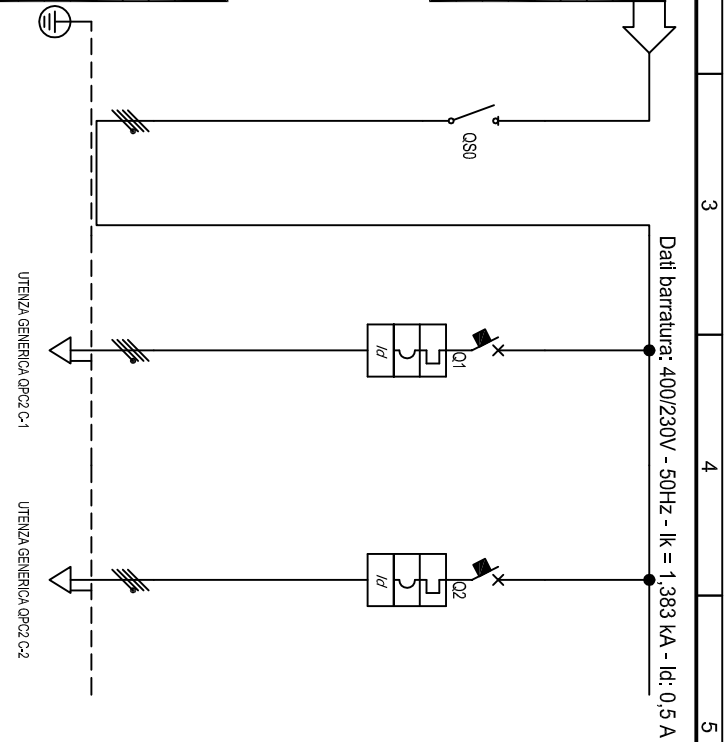 3
4
5
Dati barratura: 400/230V - 50Hz - Ik = 1,383 kA - Id: 0,5 A
QS0
Q1
Id
Q2
Id
UTENZA GENERICA QPC2 C-1
UTENZA GENERICA QPC2 C-2